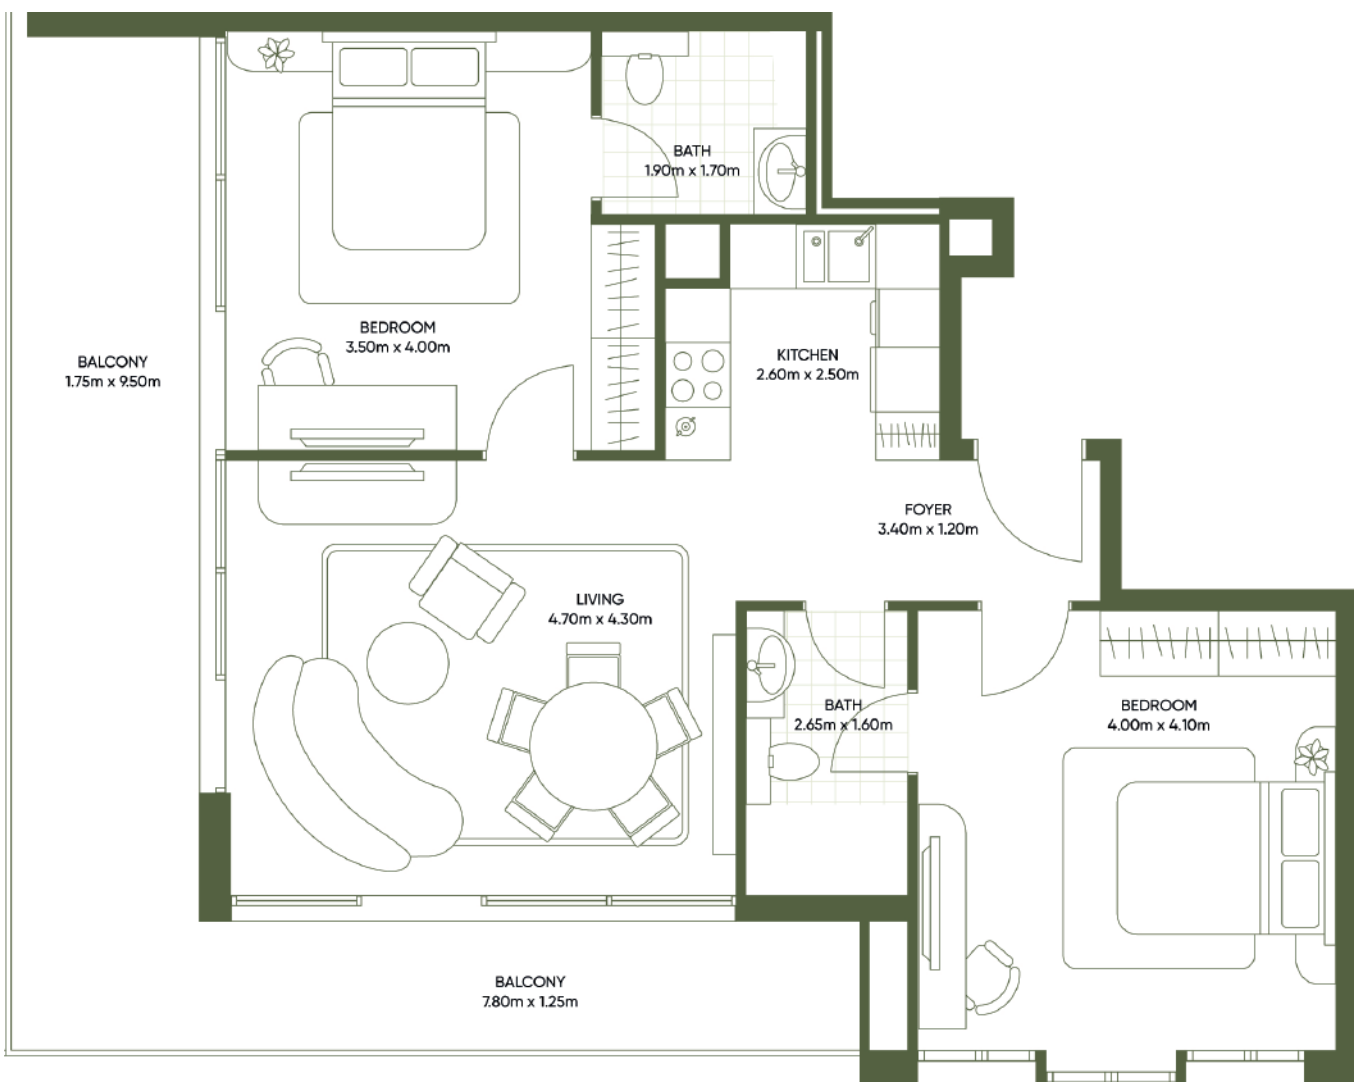 BATH
1.90m x 1.70m
BEDROOM
3.50m x 4.00m
BALCONY
1.75m x 9.50m
KITCHEN
2.60m x 2.50m
FOYER
3.40m x 1.20m
LIVING
4.70m x 4.30m
BATH
2.65m x 1.60m
BEDROOM
4.00m x 4.10m
BALCONY
7.80m x 1.25m